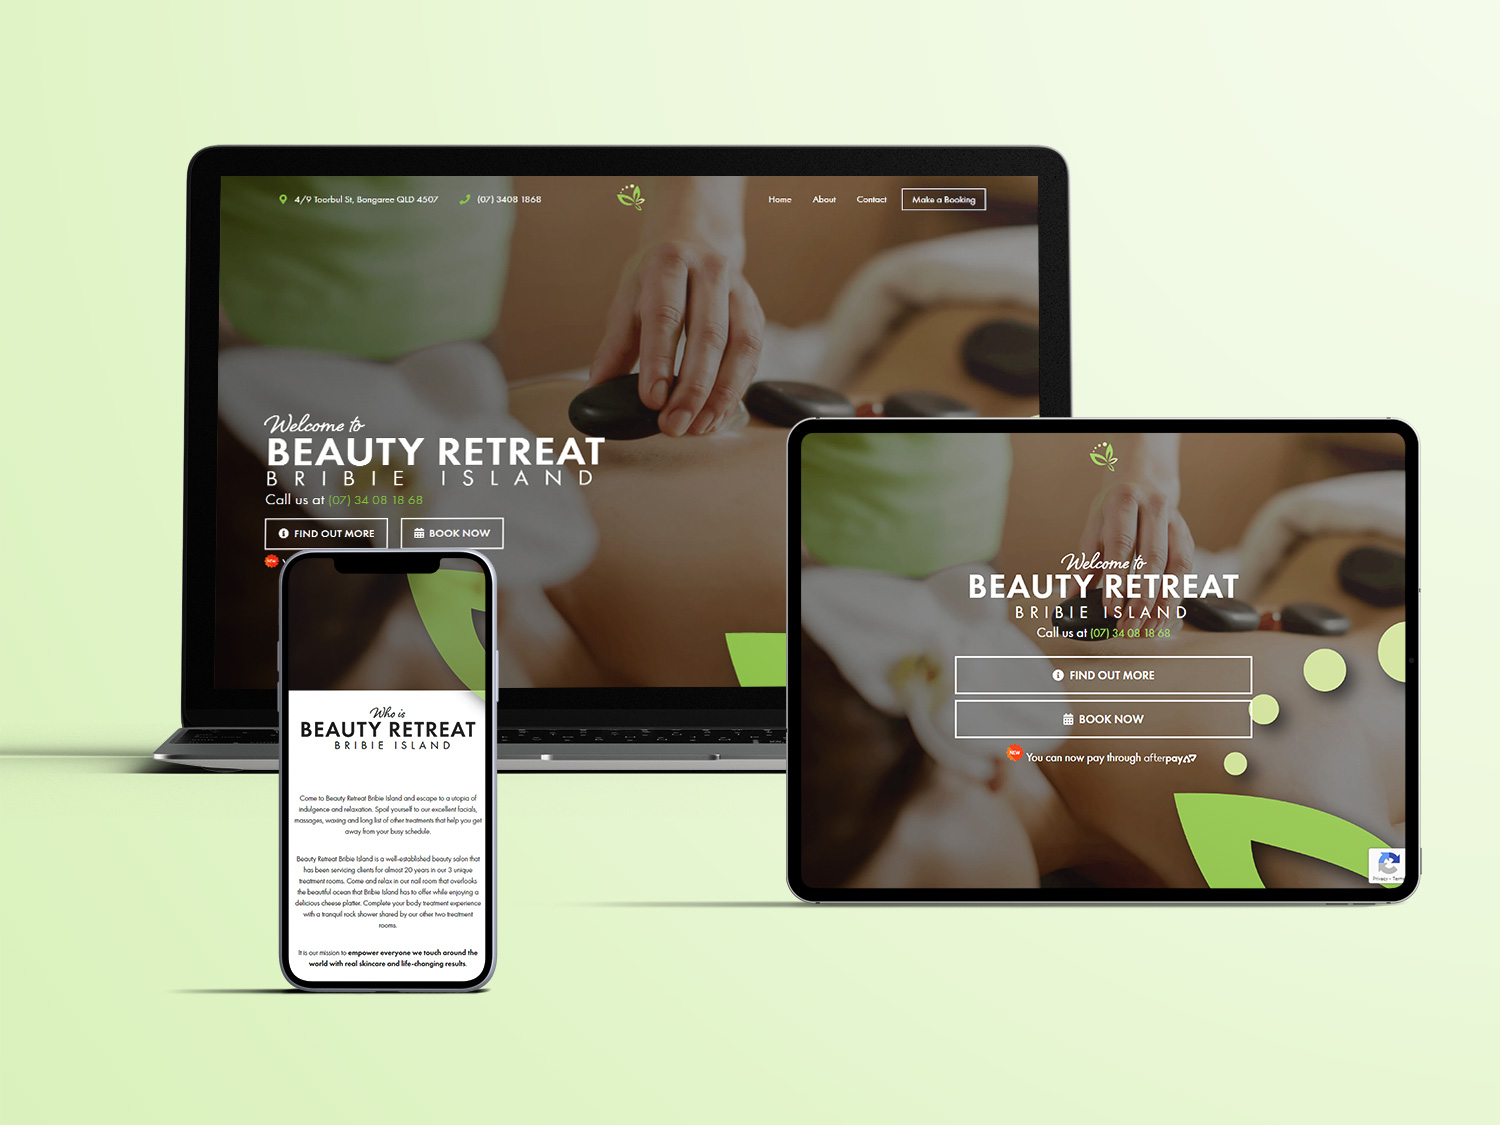 4/9 Toorbul St, Bongaree QLD 4507
(07) 3408 1868
Home
About
Contact
Make a Booking
Welcome to
BEAUTY RETREAT
BRIBIE ISLAND
Call us at (07) 34 08 18 68
FIND OUT MORE
BOOK NOW
NEW
Who is
BEAUTY RETREAT
BRIBIE ISLAND
Come to Beauty Retreat Bribie Island and escape to a utopia of
indulgence and relaxation. Spoil yourself to our excellent facials,
massages, waxing and long list of other treatments that help you get
away from your busy schedule.
Beauty Retreat Bribie Island is a well-established beauty salon that
has been servicing clients for almost 20 years in our 3 unique
treatment rooms. Come and relax in our nail room that overlooks
the beautiful ocean that Bribie Island has to offer while enjoying a
delicious cheese platter. Complete your body treatment experience
with a tranquil rock shower shared by our other two treatment
rooms.
It is our mission to empower everyone we touch around the
world with real skincare and life-changing results.
Welcome to
BEAUTY RETREAT
BRIBIE ISLAND
Call us at (07) 34 08 18 68
FIND OUT MORE
BOOK NOW
NEW You can now pay through afterpay
Privacy - Terms